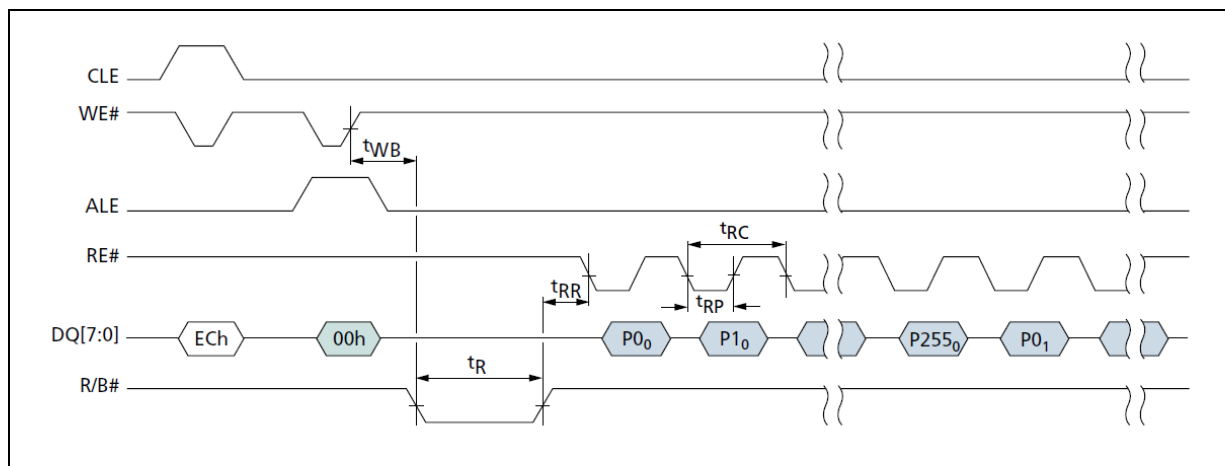 CLE
WE#
tWB
ALE
tRC
RE#
tRR
tRP
DQ[7:0] ECh 00h P00 P10 P2550 P01
tR
R/B#